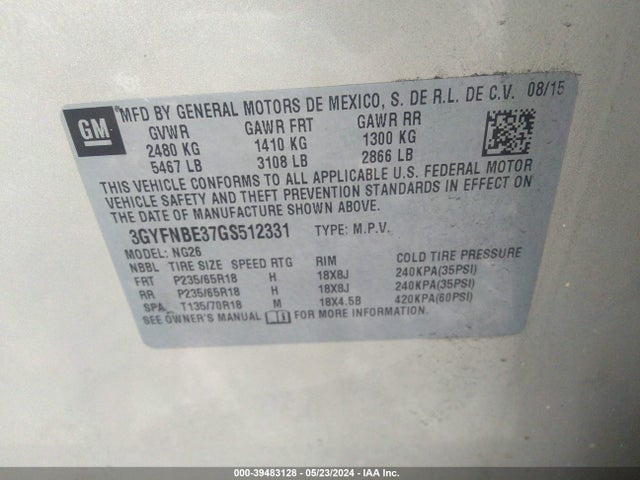 GM
MFD BY GENERAL MOTORS DE MEXICO, S. DE R.L. DE C.V. 08/15
GVWR GAWR FRT GAWR RR
2480 KG 1410 KG 1300 KG
5467 LB 3108 LB 2866 LB
THIS VEHICLE CONFORMS TO ALL APPLICABLE U.S. FEDERAL MOTOR
VEHICLE SAFETY AND THEFT PREVENTION STANDARDS IN EFFECT ON
THE DATE OF MANUFACTURE SHOWN ABOVE.
3GYFNBE37GS512331 TYPE: M.P.V.
MODEL: NG26
NBBL TIRE SIZE SPEED RTG RIM COLD TIRE PRESSURE
FRT P235/65R18 H 18X8J 240KPA(35PSI)
RR P235/65R18 H 18X8J 240KPA(35PSI)
SPA T135/70R18 M 18X4.5B 420KPA(60PSI)
SEE OWNER'S MANUAL FOR MORE INFORMATION
000-39483128 - 05/23/2024 - IAA Inc.